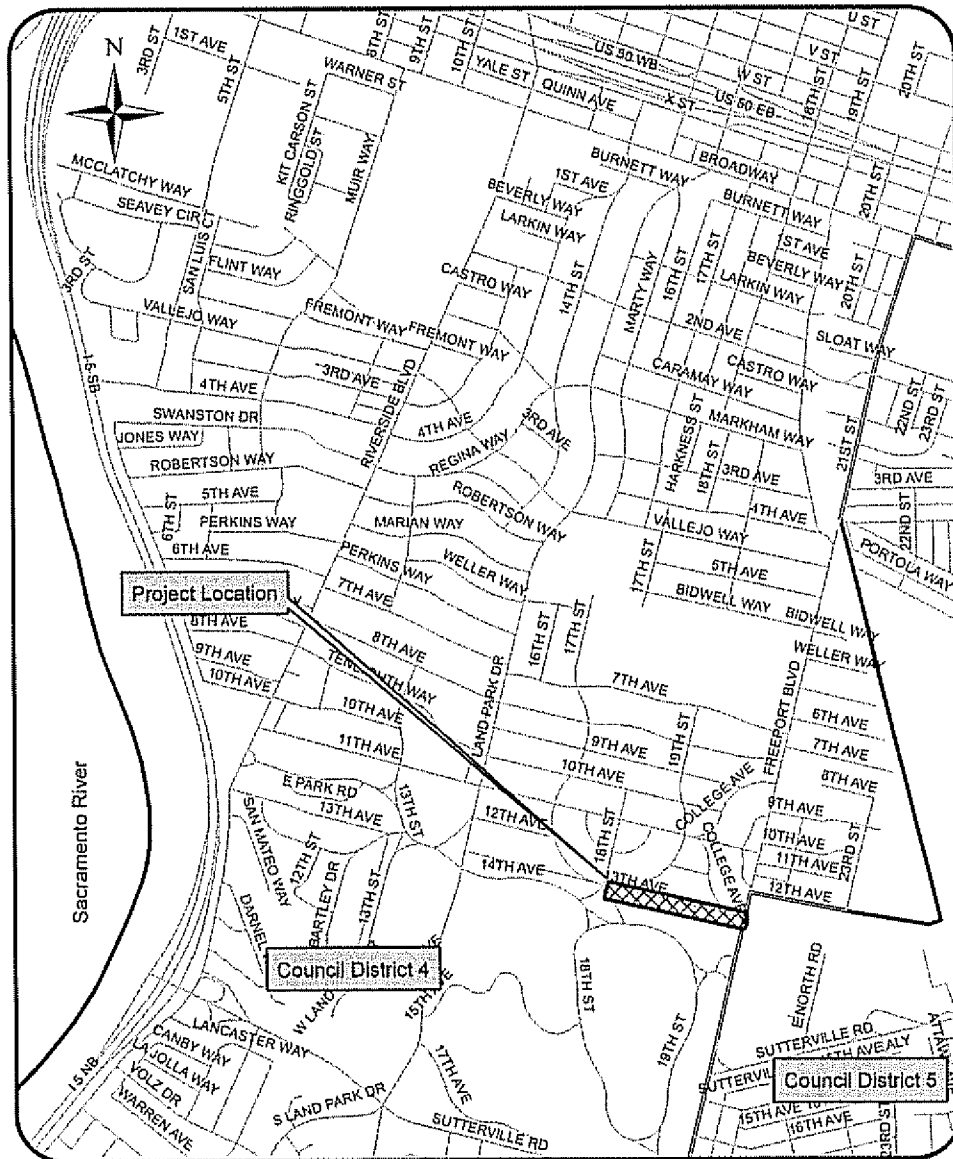 N
3RD ST
1ST AVE
5TH ST
8TH ST
9TH ST
10TH ST
WARNER ST
YALE ST
US 50 WB
U ST
V ST
W ST
QUINN AVE
X ST
US 50 EB
18TH ST
19TH ST
20TH ST
KIT CARSON ST
RINGGOLD ST
MUIR WAY
BURNETT WAY
BROADWAY
MCCLATCHY WAY
SEAVEY CIR
SAN LUIS CT
BEVERLY WAY
1ST AVE
LARKIN WAY
BURNETT WAY
20TH ST
1ST AVE
BEVERLY WAY
LARKIN WAY
20TH ST
3RD ST
FLINT WAY
CASTRO WAY
14TH ST
MARTY WAY
16TH ST
17TH ST
VALLEJO WAY
FREMONT WAY
FREMONT WAY
2ND AVE
SLOAT WAY
I-5 SB
3RD AVE
CARAMAY WAY
CASTRO WAY
4TH AVE
RIVERSIDE BLVD
22ND ST
23RD ST
SWANSTON DR
4TH AVE
3RD AVE
MARKHAM WAY
21ST ST
JONES WAY
REGINA WAY
HARKNESS ST
18TH ST
3RD AVE
3RD AVE
ROBERTSON WAY
ROBERTSON WAY
4TH AVE
22ND ST
6TH ST
5TH AVE
PERKINS WAY
MARIAN WAY
VALLEJO WAY
PORTOLA WAY
6TH AVE
PERKINS WAY
WELLER WAY
17TH ST
5TH AVE
BIDWELL WAY
BIDWELL WAY
Project Location
7TH AVE
16TH ST
17TH ST
WELLER WAY
8TH AVE
8TH AVE
LAND PARK DR
7TH AVE
FREEPORT BLVD
9TH AVE
10TH AVE
10TH AVE
6TH AVE
7TH AVE
11TH AVE
9TH AVE
10TH AVE
19TH ST
COLLEGE AVE
8TH AVE
E PARK RD
13TH AVE
13TH ST
12TH AVE
18TH ST
COLLEGE AVE
9TH AVE
10TH AVE
11TH AVE
23RD ST
12TH AVE
Sacramento River
SAN MATEO WAY
12TH ST
BARTLEY DR
13TH ST
14TH AVE
Council District 4
18TH ST
19TH ST
E NORTH RD
LANCASTER WAY
CANBY WAY
LA JOLLA WAY
VOLZ DR
WARREN AVE
I-5 NB
17TH AVE
S LAND PARK DR
SUTTERVILLE RD
SUTTERVILLE RD
Council District 5
15TH AVE
16TH AVE
23RD ST